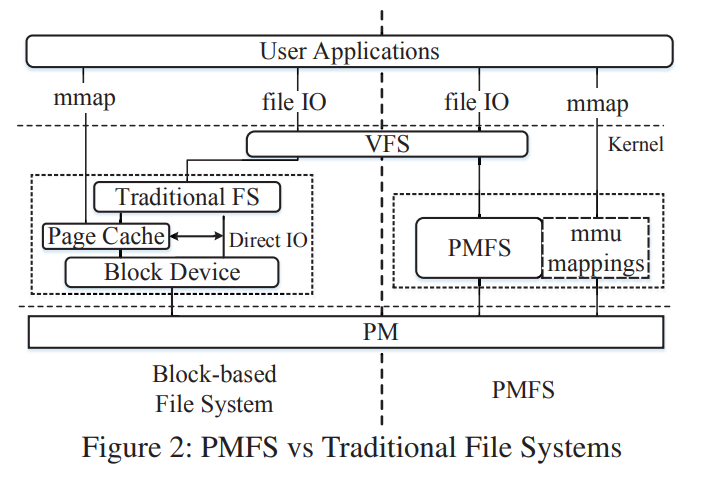 User Applications
mmap
file IO
file IO
mmap
VFS
Kernel
Traditional FS
Page Cache
Direct IO
Block Device
PMFS
mmu
mappings
PM
Block-based
File System
PMFS
Figure 2: PMFS vs Traditional File Systems